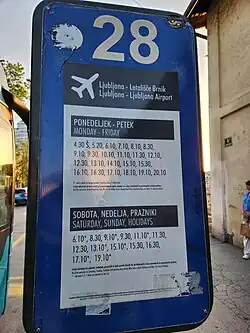 28
Ljubljana - Letališče Brnik
Ljubljana - Ljubljana Airport
PONEDELJEK - PETEK
MONDAY - FRIDAY
4.30 Š, 5.20, 6.10, 7.10, 8.10, 8.30,
9.10, 9.30, 10.10, 11.10, 11.30, 12.10,
12.30, 13.10, 14.10, 15.10, 15.30,
16.10, 16.30, 17.10, 18.10, 19.10, 20.10
SOBOTA, NEDELJA, PRAZNIKI
SATURDAY, SUNDAY, HOLIDAYS
6.10*, 8.30, 9.10*, 9.30, 11.10*, 11.30,
12.30, 13.10*, 15.10*, 15.30, 16.30,
17.10*, 19.10*